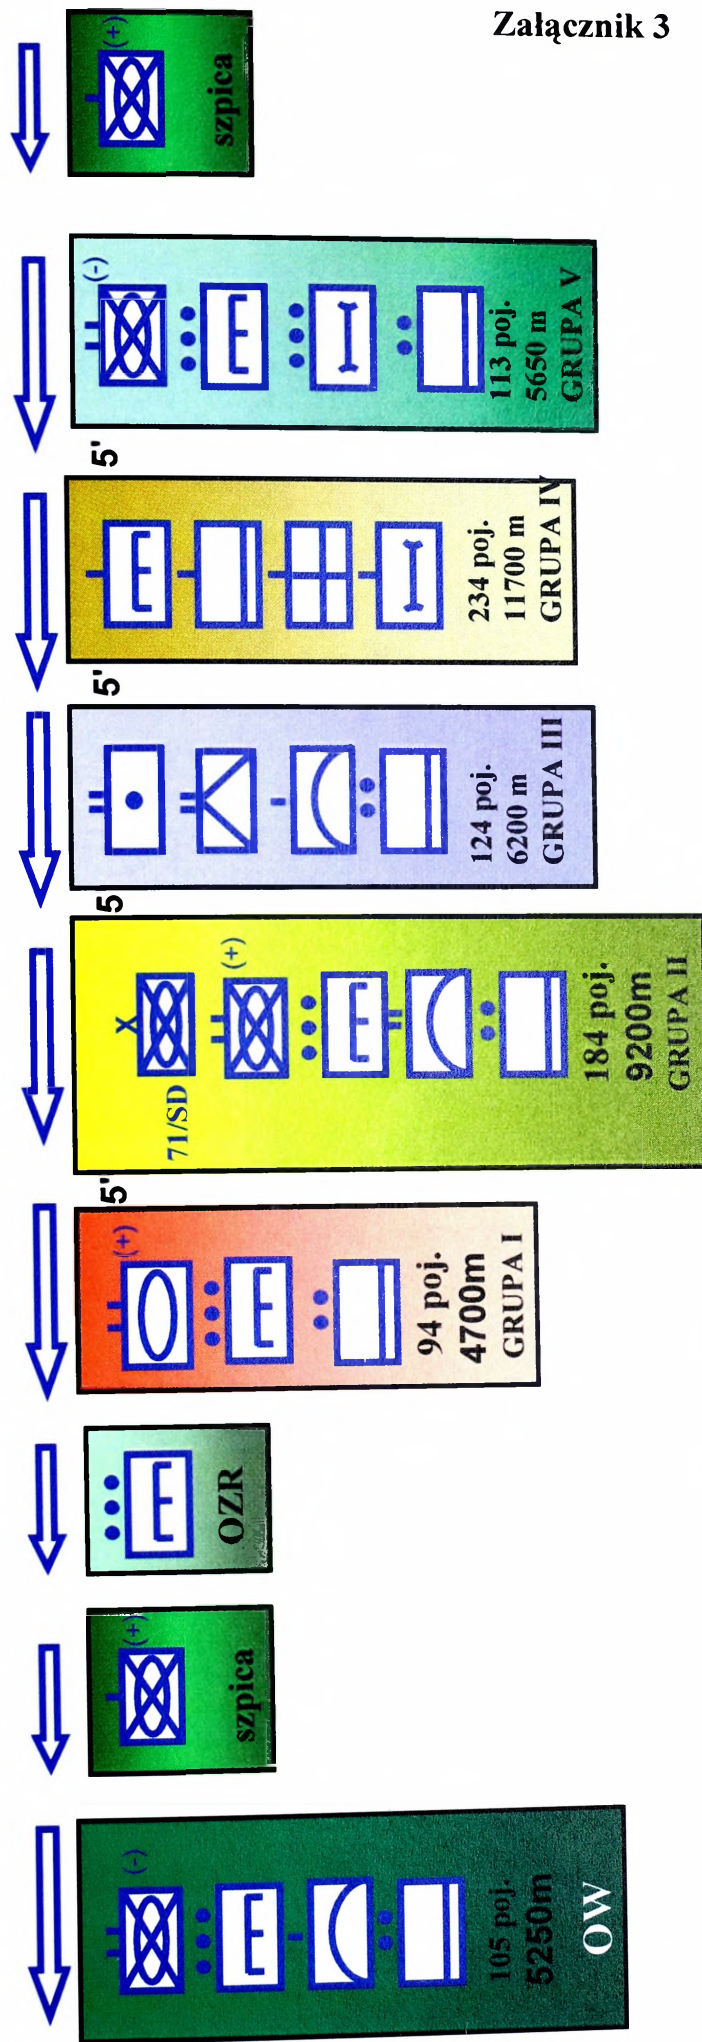 Załącznik 3
(+)
szpica
(-)
113 poj.
5650 m
GRUPA V
5'
234 poj.
11700 m
GRUPA IV
5'
124 poj.
6200 m
GRUPA III
5
X
71/SD
(+)
184 poj.
9200m
GRUPA II
5'
(+)
94 poj.
4700m
GRUPA I
OZR
(+)
szpica
(-)
105 poj.
5250m
OW